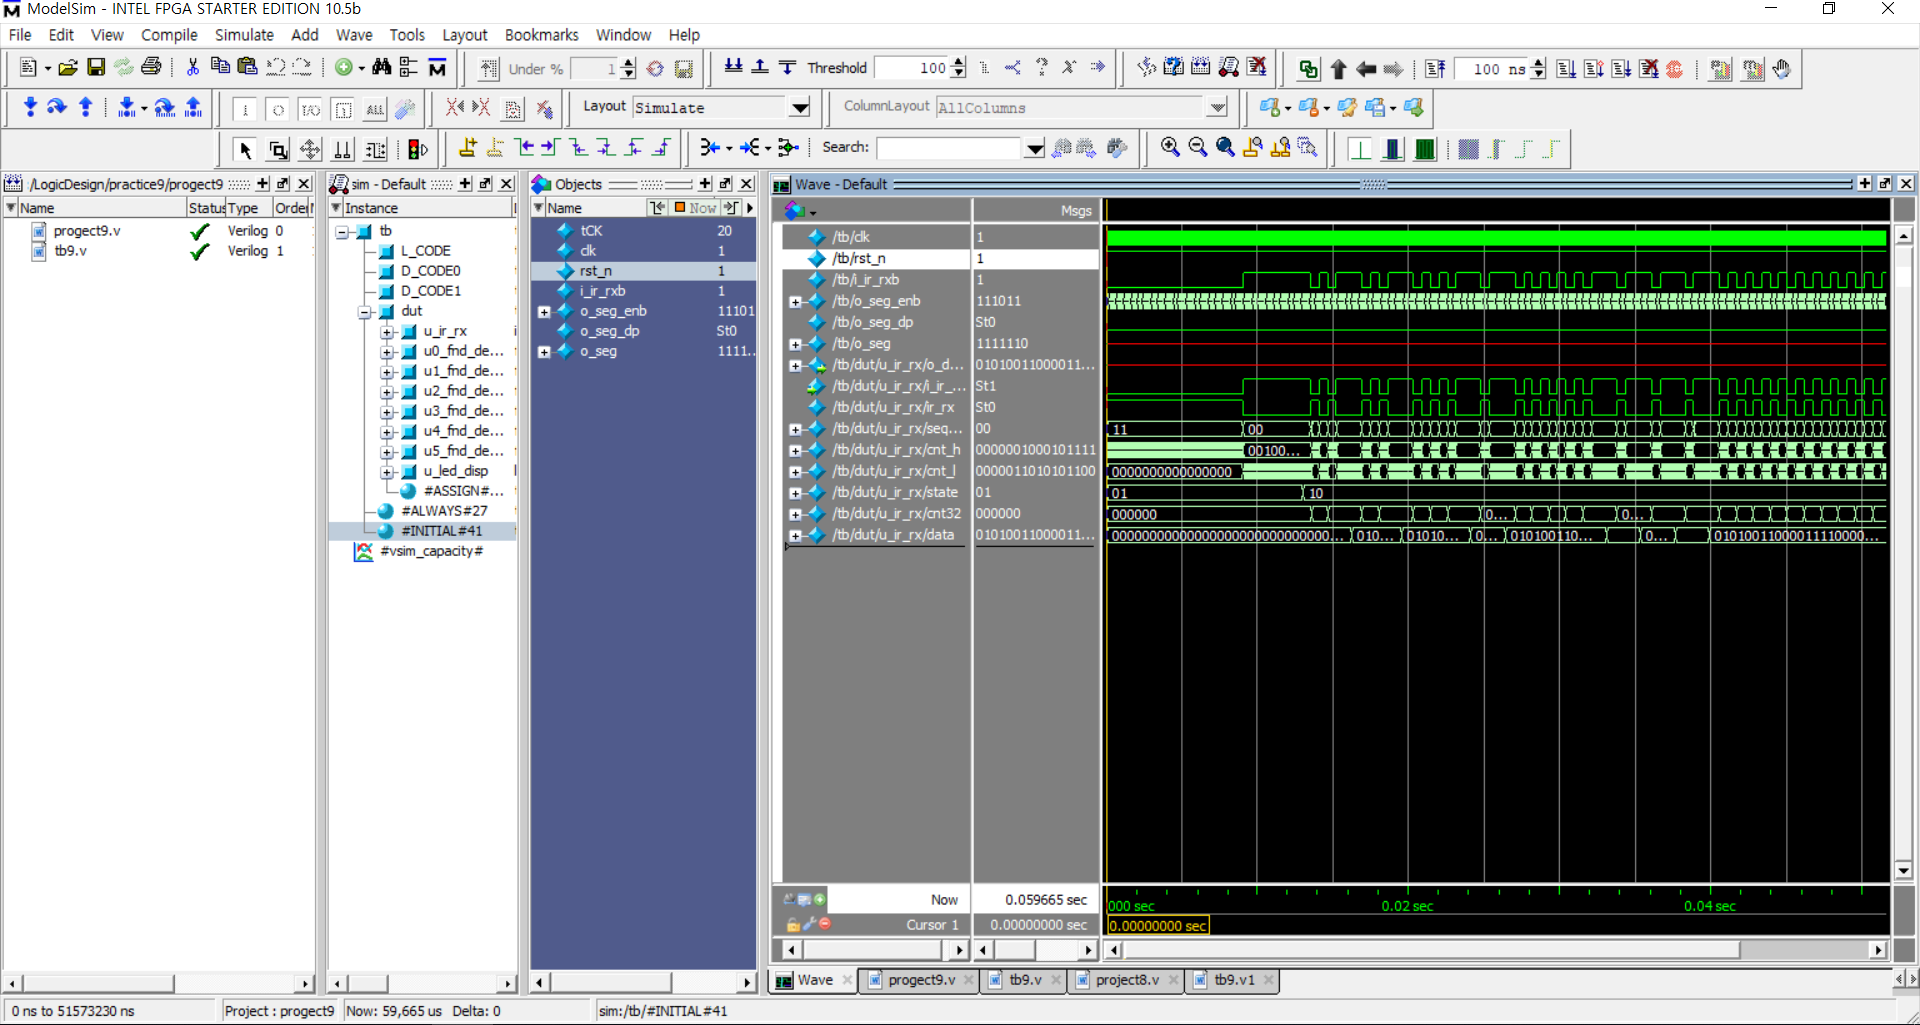 ModelSim - INTEL FPGA STARTER EDITION 10.5b
File Edit View Compile Simulate Add Wave Tools Layout Bookmarks Window Help
Under % 1 Threshold 100 100 ns
Layout Simulate ColumnLayout AllColumns
Search:
/LogicDesign/practice9/progect9
Name Status Type Order
progect9.v Verilog 0
tb9.v Verilog 1
sim - Default
Instance
tb
L_CODE
D_CODE0
D_CODE1
dut
u_ir_rx
u0_fnd_de...
u1_fnd_de...
u2_fnd_de...
u3_fnd_de...
u4_fnd_de...
u5_fnd_de...
u_led_disp
#ASSIGN#...
#ALWAYS#27
#INITIAL#41
#vsim_capacity#
Objects
Name Now
tCK 20
clk 1
rst_n 1
i_ir_rxb 1
o_seg_enb 11101
o_seg_dp St0
o_seg 1111..
Wave - Default
Msgs
/tb/clk 1
/tb/rst_n 1
/tb/i_ir_rxb 1
/tb/o_seg_enb 111011
/tb/o_seg_dp St0
/tb/o_seg 1111110
/tb/dut/u_ir_rx/o_d... 01010011000011...
/tb/dut/u_ir_rx/i_ir_... St1
/tb/dut/u_ir_rx/ir_rx St0
/tb/dut/u_ir_rx/seq... 00 11 00
/tb/dut/u_ir_rx/cnt_h 0000001000101111 00100...
/tb/dut/u_ir_rx/cnt_l 0000011010101100 0000000000000000
/tb/dut/u_ir_rx/state 01 01 10
/tb/dut/u_ir_rx/cnt32 000000 000000 0... 0...
/tb/dut/u_ir_rx/data 01010011000011... 00000000000000000000000000... 010... 01010... 0... 010100110... 0... 01010011000011110000...
Now 0.059665 sec 000 sec 0.02 sec 0.04 sec
Cursor 1 0.00000000 sec 0.00000000 sec
Wave progect9.v tb9.v project8.v tb9.v1
0 ns to 51573230 ns Project : progect9 Now: 59,665 us Delta: 0 sim:/tb/#INITIAL#41